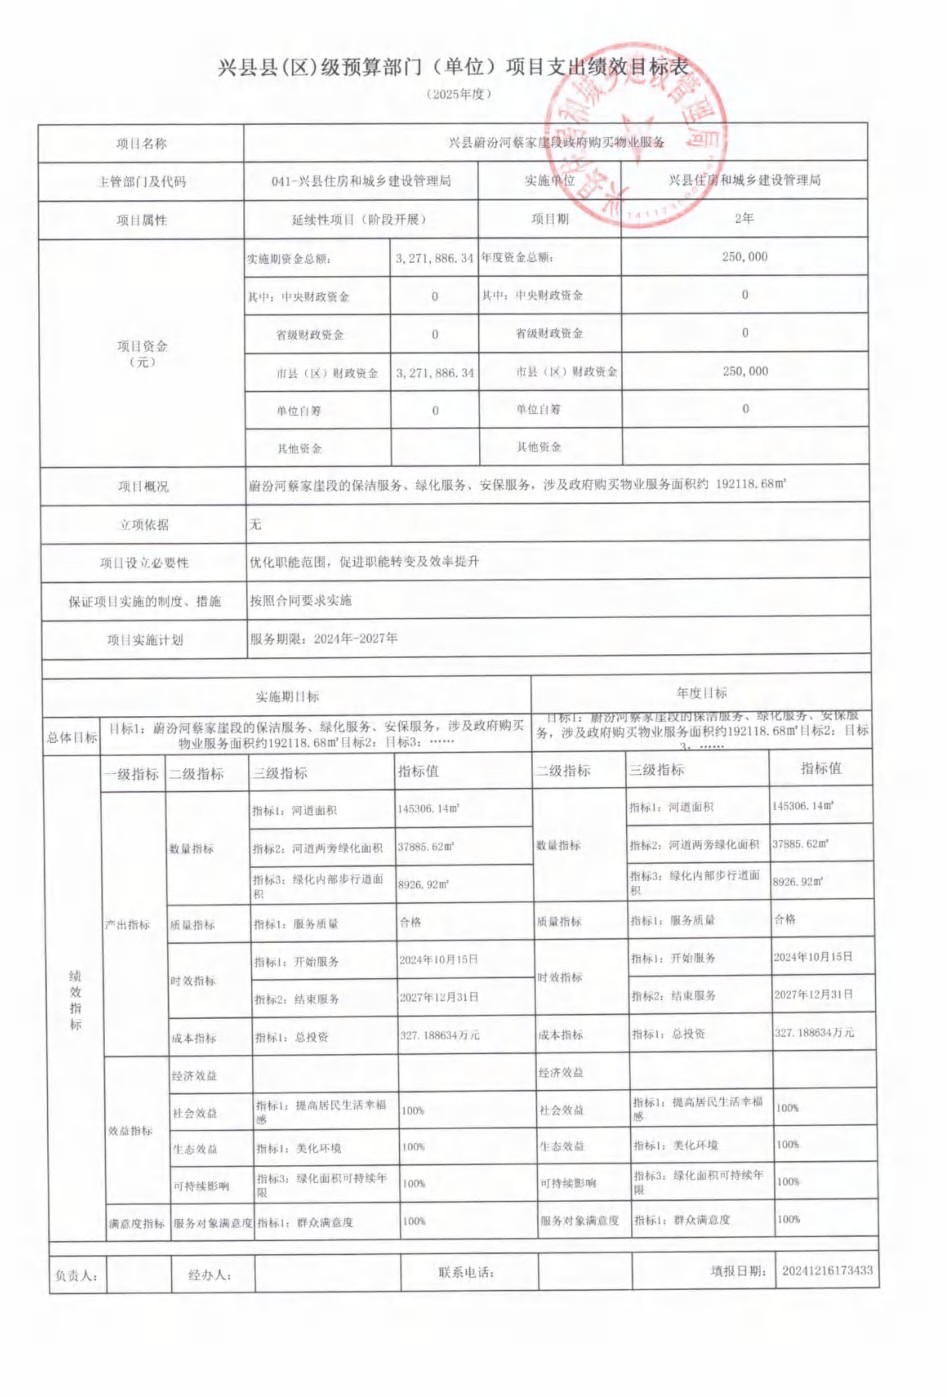 兴县县(区)级预算部门（单位）项目支出绩效目标表
（2025年度）
项目名称 兴县蔚汾河蔡家崖段政府购买物业服务
主管部门及代码 041-兴县住房和城乡建设管理局 实施单位 兴县住房和城乡建设管理局
项目属性 延续性项目（阶段开展） 项目期 2年
项目资金
（元）
实施期资金总额： 3,271,886.34 年度资金总额： 250,000
其中：中央财政资金 0 其中：中央财政资金 0
省级财政资金 0 省级财政资金 0
市县（区）财政资金 3,271,886.34 市县（区）财政资金 250,000
单位自筹 0 单位自筹 0
其他资金 其他资金
项目概况 蔚汾河蔡家崖段的保洁服务、绿化服务、安保服务，涉及政府购买物业服务面积约 192118.68㎡
立项依据 无
项目设立必要性 优化职能范围，促进职能转变及效率提升
保证项目实施的制度、措施 按照合同要求实施
项目实施计划 服务期限：2024年-2027年
实施期目标 年度目标
总体目标
目标1：蔚汾河蔡家崖段的保洁服务、绿化服务、安保服务，涉及政府购买
物业服务面积约192118.68㎡目标2：目标3：……
目标1：蔚汾河蔡家崖段的保洁服务、绿化服务、安保服
务，涉及政府购买物业服务面积约192118.68㎡目标2：目标
3：……
绩效指标
一级指标 二级指标 三级指标 指标值 二级指标 三级指标 指标值
产出指标 数量指标 指标1：河道面积 145306.14㎡ 数量指标 指标1：河道面积 145306.14㎡
指标2：河道两旁绿化面积 37885.62㎡ 指标2：河道两旁绿化面积 37885.62㎡
指标3：绿化内部步行道面积 8926.92㎡ 指标3：绿化内部步行道面积 8926.92㎡
质量指标 指标1：服务质量 合格 质量指标 指标1：服务质量 合格
时效指标 指标1：开始服务 2024年10月15日 时效指标 指标1：开始服务 2024年10月15日
指标2：结束服务 2027年12月31日 指标2：结束服务 2027年12月31日
成本指标 指标1：总投资 327.188634万元 成本指标 指标1：总投资 327.188634万元
效益指标 经济效益 经济效益
社会效益 指标1：提高居民生活幸福感 100% 社会效益 指标1：提高居民生活幸福感 100%
生态效益 指标1：美化环境 100% 生态效益 指标1：美化环境 100%
可持续影响 指标3：绿化面积可持续年限 100% 可持续影响 指标3：绿化面积可持续年限 100%
满意度指标 服务对象满意度 指标1：群众满意度 100% 服务对象满意度 指标1：群众满意度 100%
负责人： 经办人： 联系电话： 填报日期： 20241216173433
兴县住房和城乡建设管理局